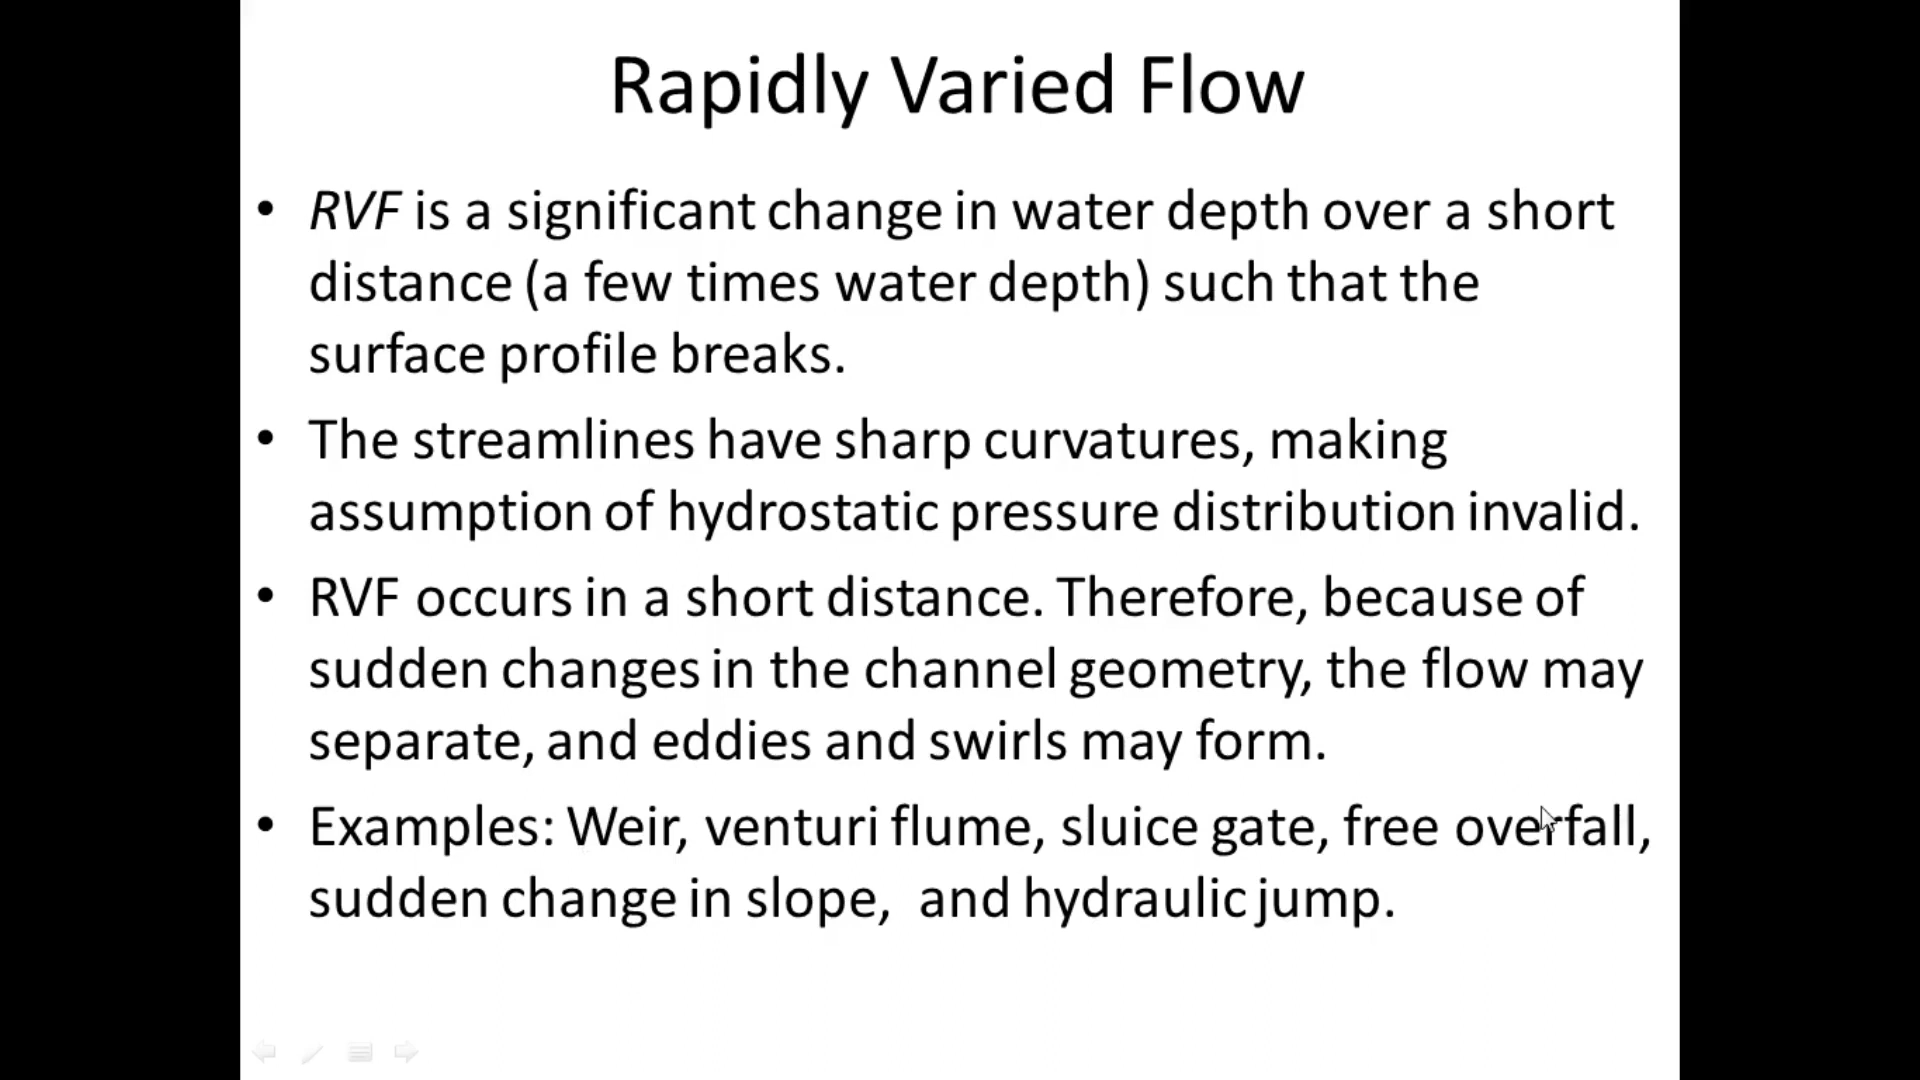 Rapidly Varied Flow
• RVF is a significant change in water depth over a short
distance (a few times water depth) such that the
surface profile breaks.
• The streamlines have sharp curvatures, making
assumption of hydrostatic pressure distribution invalid.
• RVF occurs in a short distance. Therefore, because of
sudden changes in the channel geometry, the flow may
separate, and eddies and swirls may form.
• Examples: Weir, venturi flume, sluice gate, free overfall,
sudden change in slope,  and hydraulic jump.